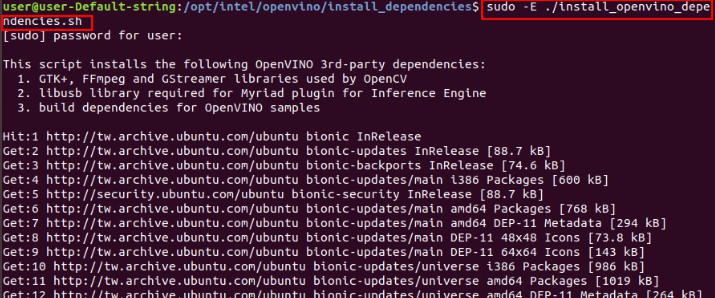 user@user-Default-string:/opt/intel/openvino/install_dependencies$ sudo -E ./install_openvino_depe
ndencies.sh
[sudo] password for user:
This script installs the following OpenVINO 3rd-party dependencies:
1. GTK+, FFmpeg and GStreamer libraries used by OpenCV
2. libusb library required for Myriad plugin for Inference Engine
3. build dependencies for OpenVINO samples
Hit:1 http://tw.archive.ubuntu.com/ubuntu bionic InRelease
Get:2 http://tw.archive.ubuntu.com/ubuntu bionic-updates InRelease [88.7 kB]
Get:3 http://tw.archive.ubuntu.com/ubuntu bionic-backports InRelease [74.6 kB]
Get:4 http://tw.archive.ubuntu.com/ubuntu bionic-updates/main i386 Packages [600 kB]
Get:5 http://security.ubuntu.com/ubuntu bionic-security InRelease [88.7 kB]
Get:6 http://tw.archive.ubuntu.com/ubuntu bionic-updates/main amd64 Packages [768 kB]
Get:7 http://tw.archive.ubuntu.com/ubuntu bionic-updates/main amd64 DEP-11 Metadata [294 kB]
Get:8 http://tw.archive.ubuntu.com/ubuntu bionic-updates/main DEP-11 48x48 Icons [73.8 kB]
Get:9 http://tw.archive.ubuntu.com/ubuntu bionic-updates/main DEP-11 64x64 Icons [143 kB]
Get:10 http://tw.archive.ubuntu.com/ubuntu bionic-updates/universe i386 Packages [986 kB]
Get:11 http://tw.archive.ubuntu.com/ubuntu bionic-updates/universe amd64 Packages [1019 kB]
Get:12 http://tw.archive.ubuntu.com/ubuntu bionic-updates/universe amd64 DEP-11 Metadata [264 kB]